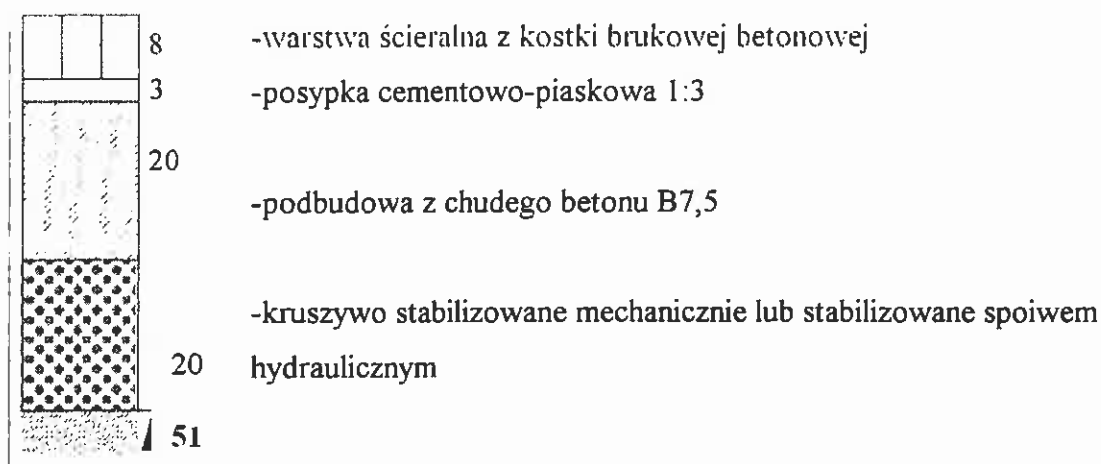 8 -warstwa ścieralna z kostki brukowej betonowej
3 -posypka cementowo-piaskowa 1:3
20
-podbudowa z chudego betonu B7,5
-kruszywo stabilizowane mechanicznie lub stabilizowane spoiwem
20 hydraulicznym
51